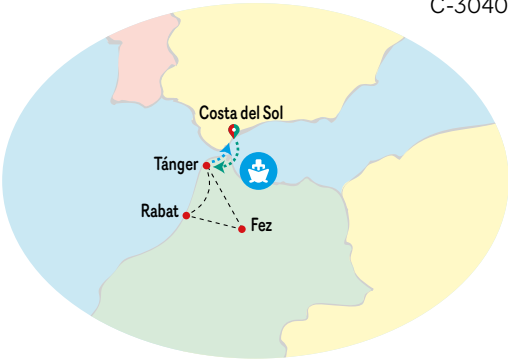 C-3040
Costa del Sol
Tánger
Rabat
Fez